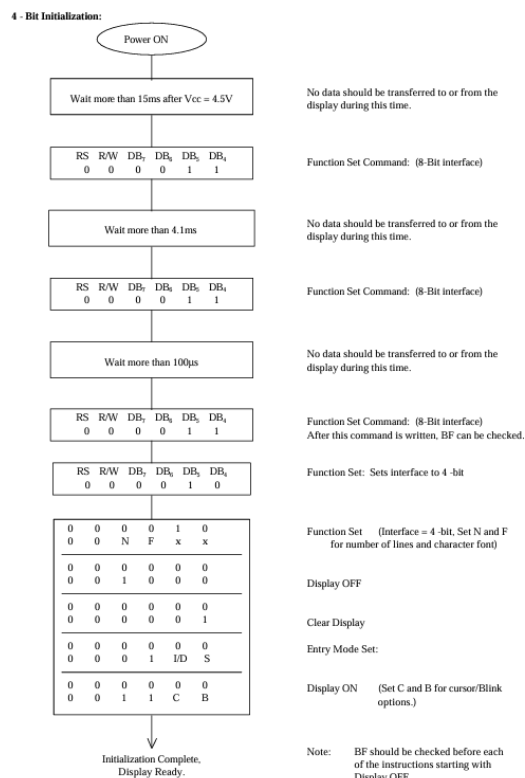 4 - Bit Initialization:
Power ON
Wait more than 15ms after Vcc = 4.5V
No data should be transferred to or from the
display during this time.
RS R/W DB₇ DB₆ DB₅ DB₄
0 0 0 0 1 1
Function Set Command: (8-Bit interface)
Wait more than 4.1ms
No data should be transferred to or from the
display during this time.
RS R/W DB₇ DB₆ DB₅ DB₄
0 0 0 0 1 1
Function Set Command: (8-Bit interface)
Wait more than 100µs
No data should be transferred to or from the
display during this time.
RS R/W DB₇ DB₆ DB₅ DB₄
0 0 0 0 1 1
Function Set Command: (8-Bit interface)
After this command is written, BF can be checked.
RS R/W DB₇ DB₆ DB₅ DB₄
0 0 0 0 1 0
Function Set: Sets interface to 4 -bit
0 0 0 0 1 0
0 0 N F x x
Function Set (Interface = 4 -bit, Set N and F
for number of lines and character font)
0 0 0 0 0 0
0 0 1 0 0 0
Display OFF
0 0 0 0 0 0
0 0 0 0 0 1
Clear Display
0 0 0 0 0 0
0 0 0 1 I/D S
Entry Mode Set:
0 0 0 0 0 0
0 0 1 1 C B
Display ON (Set C and B for cursor/Blink
options.)
Initialization Complete,
Display Ready.
Note: BF should be checked before each
of the instructions starting with
Display OFF